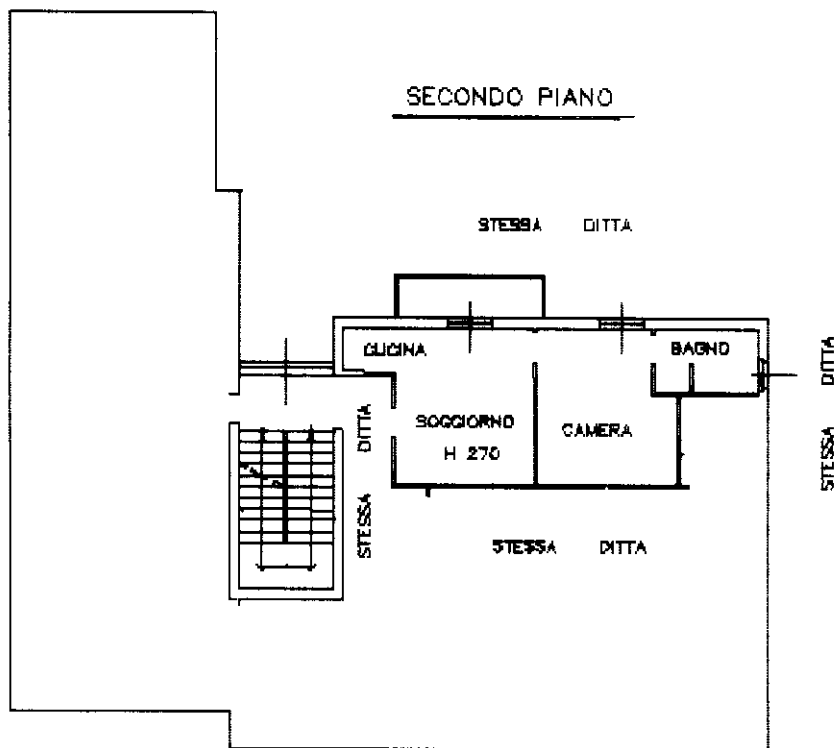 SECONDO PIANO
STESSA DITTA
CUCINA
BAGNO
STESSA DITTA
SOGGIORNO
H 270
CAMERA
STESSA DITTA
STESSA DITTA